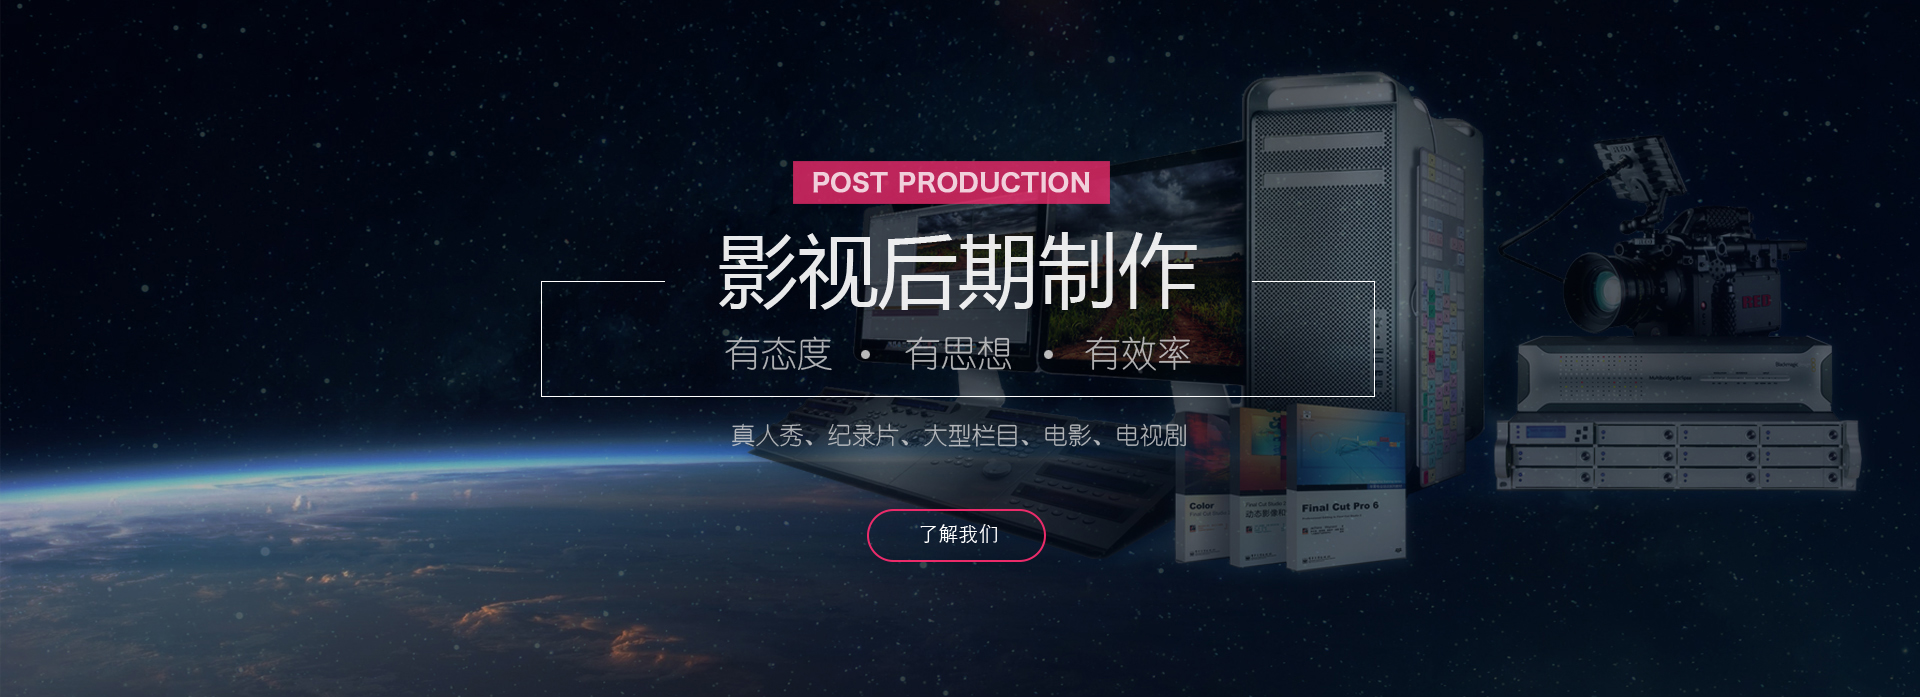 POST PRODUCTION
影视后期制作
有态度 • 有思想 • 有效率
真人秀、纪录片、大型栏目、电影、电视剧
了解我们
Color
Final Cut Pro 6